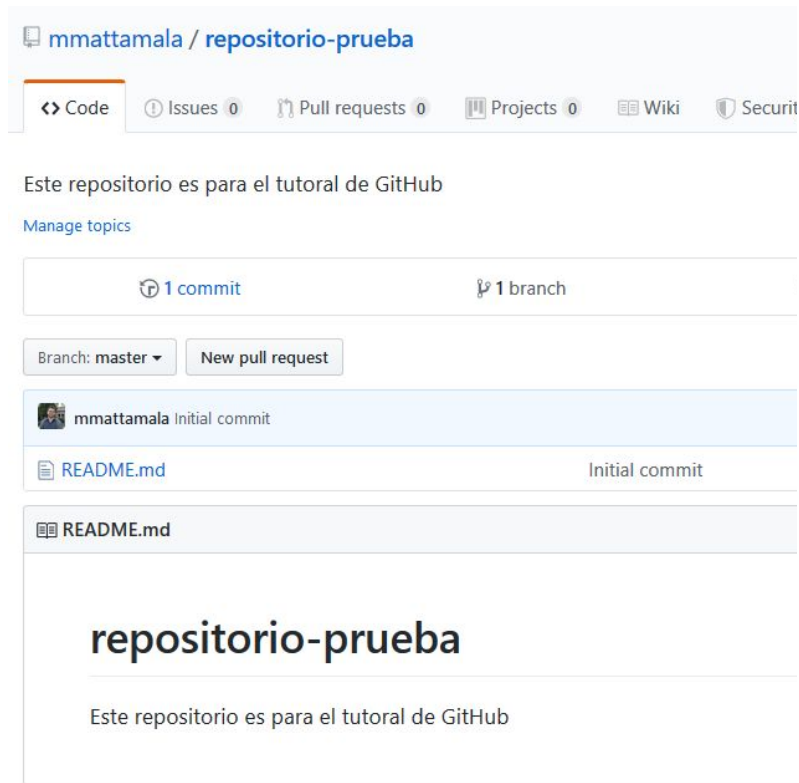 mmattamala / repositorio-prueba
Code Issues 0 Pull requests 0 Projects 0 Wiki Securit
Este repositorio es para el tutoral de GitHub
Manage topics
1 commit 1 branch
Branch: master New pull request
mmattamala Initial commit
README.md Initial commit
README.md
repositorio-prueba
Este repositorio es para el tutoral de GitHub